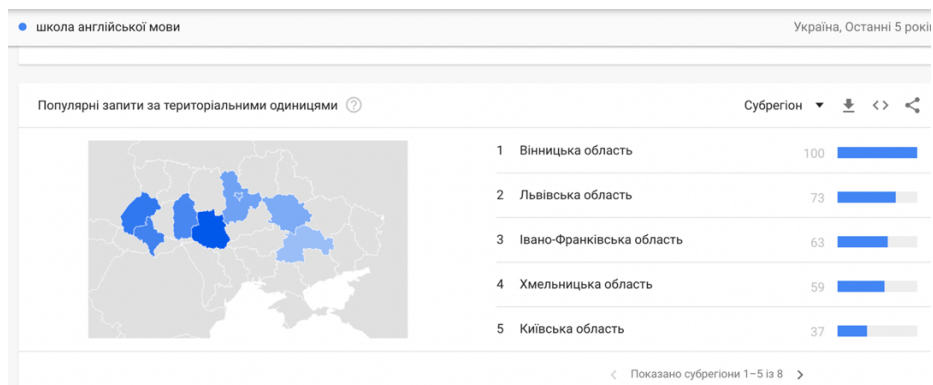 школа англійської мови
Україна, Останні 5 рокі
Популярні запити за територіальними одиницями ?
Субрегіон
1 Вінницька область 100
2 Львівська область 73
3 Івано-Франківська область 63
4 Хмельницька область 59
5 Київська область 37
Показано субрегіони 1–5 із 8